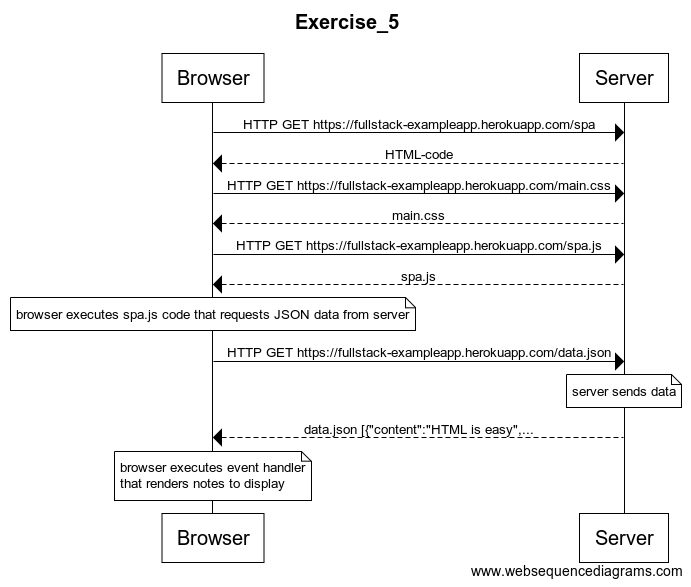 Exercise_5
Browser
Server
HTTP GET https://fullstack-exampleapp.herokuapp.com/spa
HTML-code
HTTP GET https://fullstack-exampleapp.herokuapp.com/main.css
main.css
HTTP GET https://fullstack-exampleapp.herokuapp.com/spa.js
spa.js
browser executes spa.js code that requests JSON data from server
HTTP GET https://fullstack-exampleapp.herokuapp.com/data.json
server sends data
data.json [{"content":"HTML is easy",...
browser executes event handler
that renders notes to display
Browser
Server
www.websequencediagrams.com